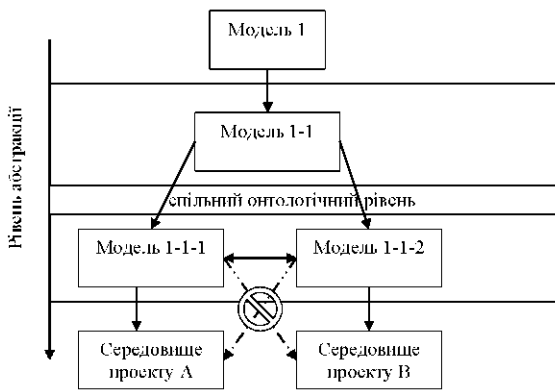 Модель 1
Модель 1-1
Рівень абстракції
спільний онтологічний рівень
Модель 1-1-1
Модель 1-1-2
Середовище
проекту А
Середовище
проекту В